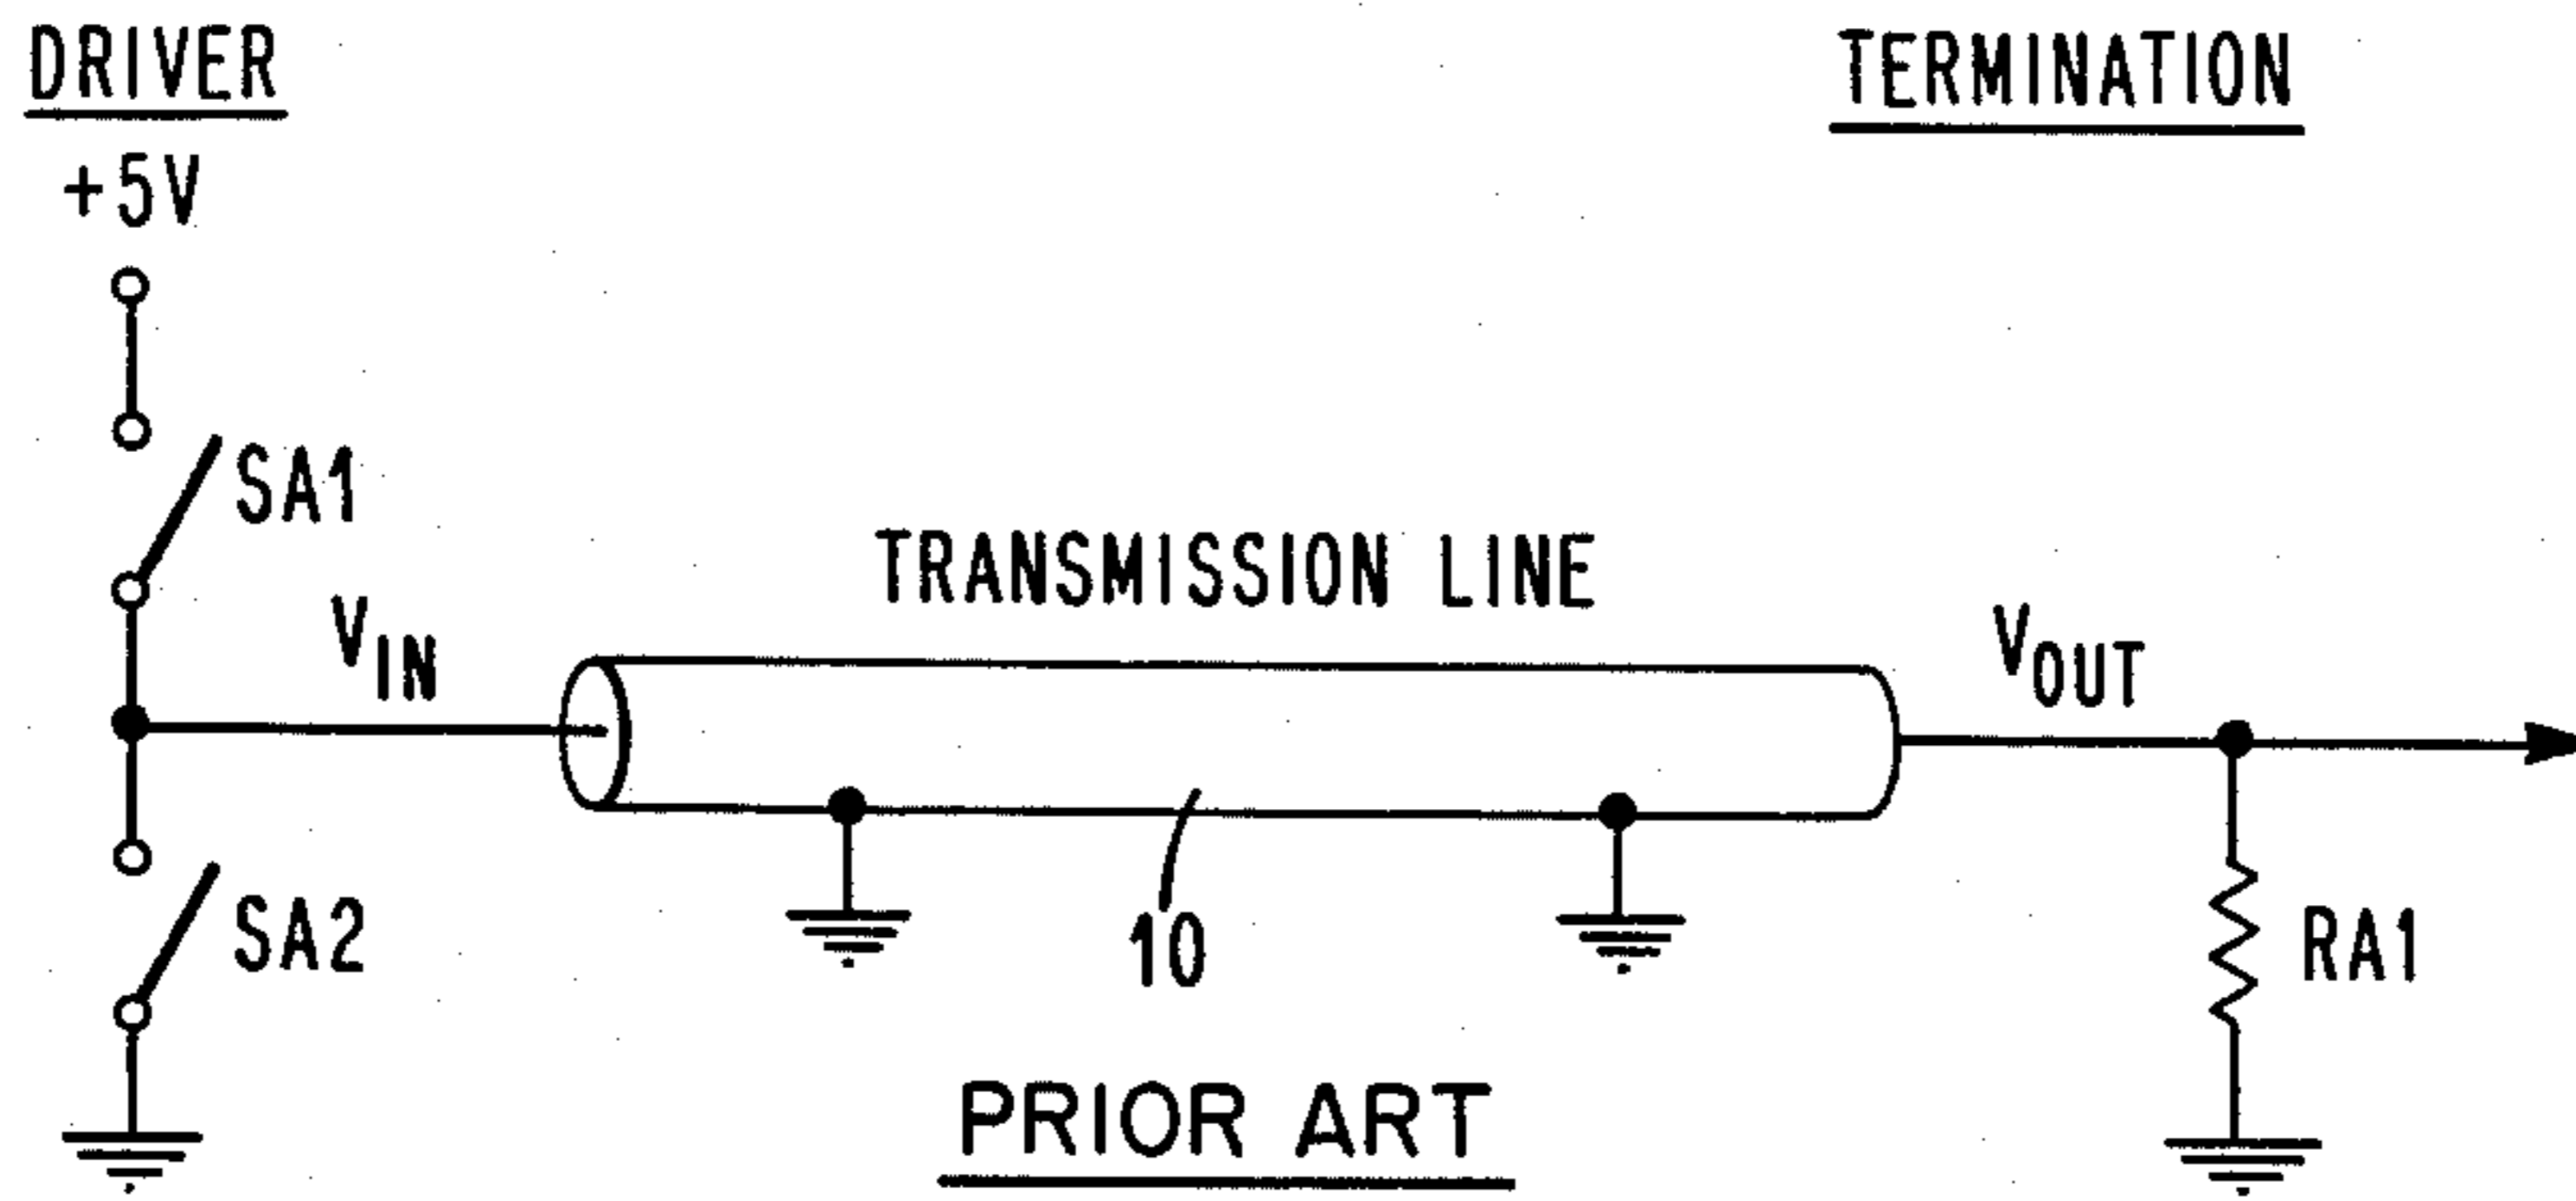 DRIVER
TERMINATION
+5V
SA1
TRANSMISSION LINE
VIN
VOUT
SA2
10
RA1
PRIOR ART